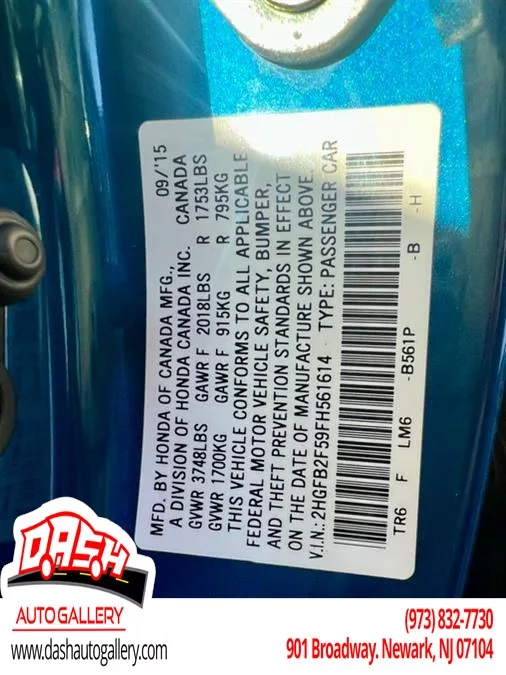 MFD. BY HONDA OF CANADA MFG., 09/'15
A DIVISION OF HONDA CANADA INC. CANADA
GVWR 3748LBS GAWR F 2018LBS R 1753LBS
GVWR 1700KG GAWR F 915KG R 795KG
THIS VEHICLE CONFORMS TO ALL APPLICABLE
FEDERAL MOTOR VEHICLE SAFETY, BUMPER,
AND THEFT PREVENTION STANDARDS IN EFFECT
ON THE DATE OF MANUFACTURE SHOWN ABOVE.
V.I.N.:2HGFB2F59FH561614 TYPE: PASSENGER CAR
TR6 F LM6 -B561P -B -H
DASH
AUTO GALLERY
www.dashautogallery.com
(973) 832-7730
901 Broadway. Newark, NJ 07104